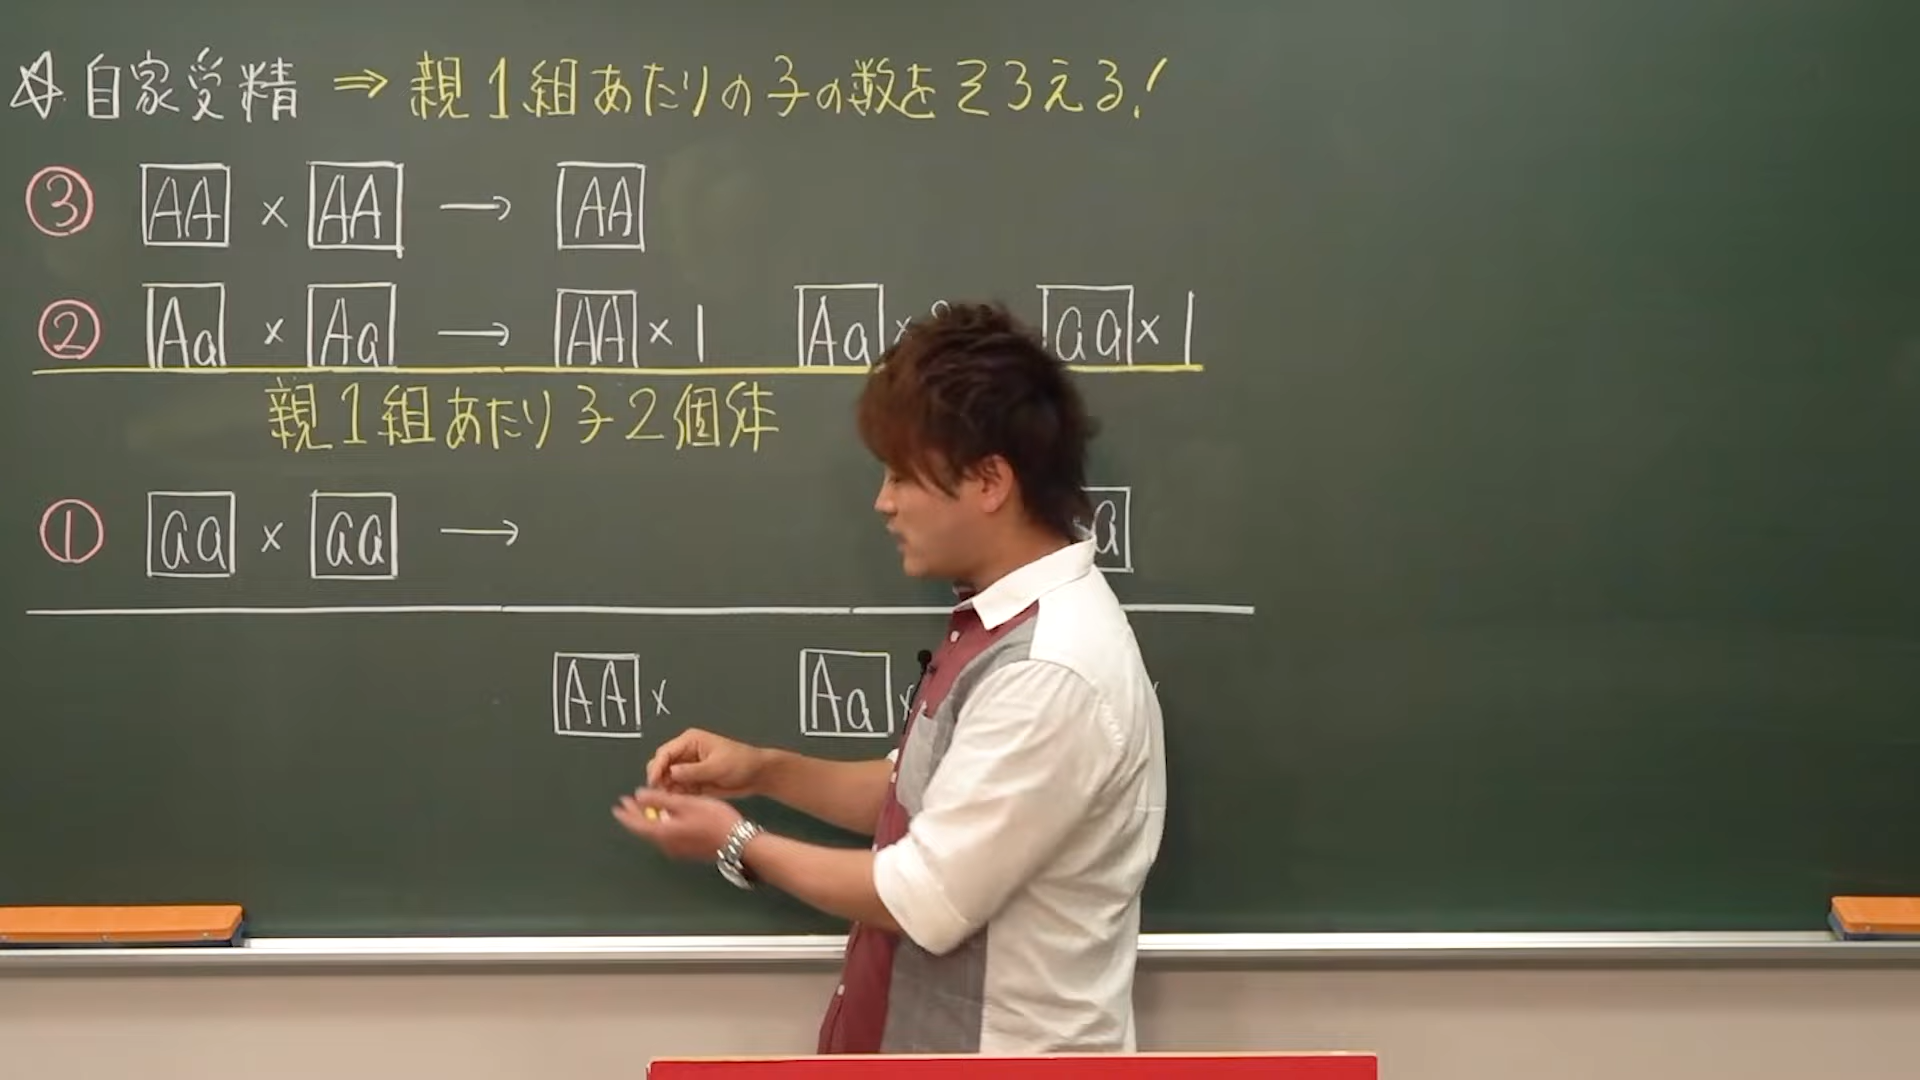 ☆自家受精 ⇒ 親1組あたりの子の数をそろえる!
③ AA × AA → AA
② Aa × Aa → AA×1 Aa× aa×1
親1組あたり子2個体
① aa × aa → a
AA× Aa×